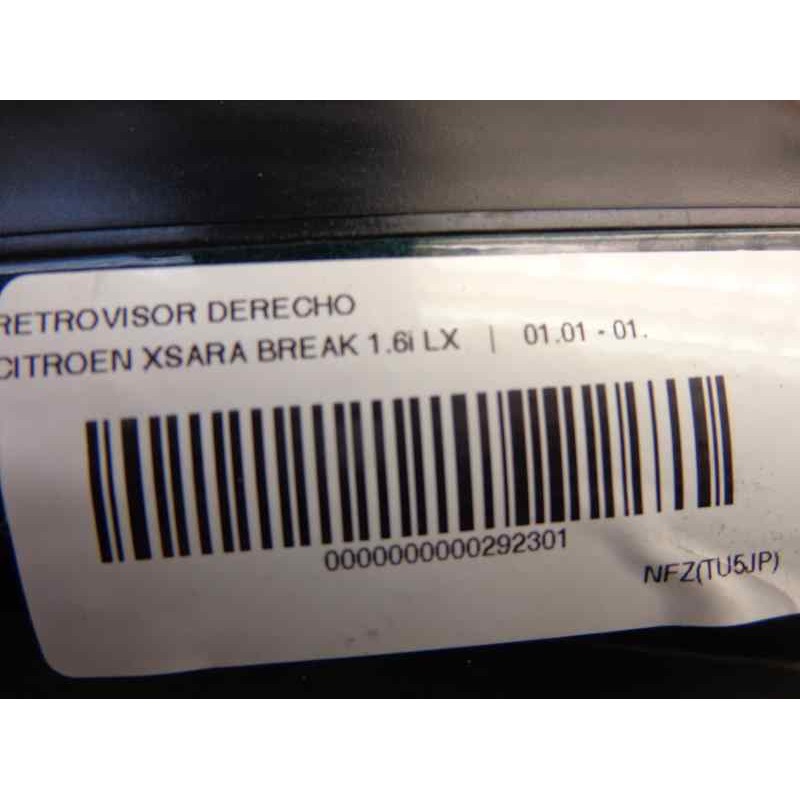 RETROVISOR DERECHO
CITROEN XSARA BREAK 1.6i LX | 01.01 - 01.
0000000000292301
NFZ(TU5JP)